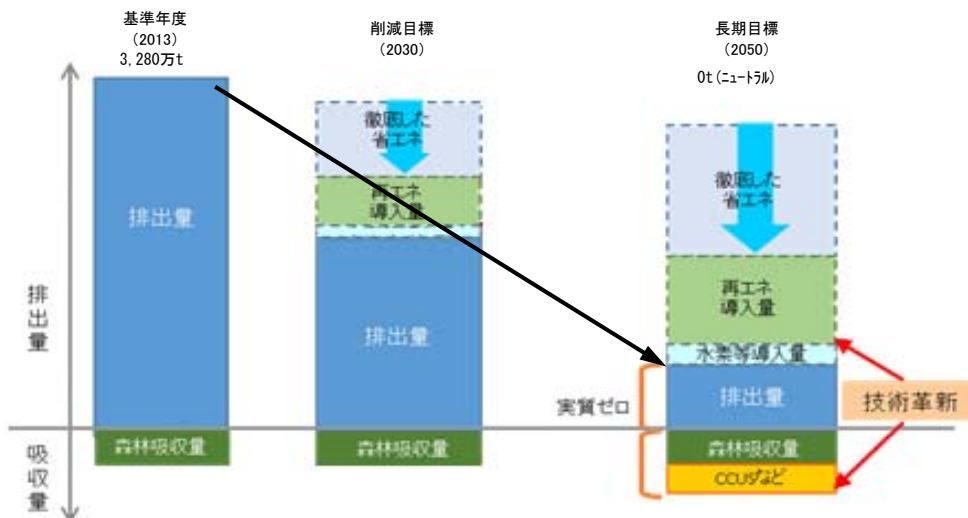 基準年度
(2013)
3,280万t
削減目標
(2030)
長期目標
(2050)
0t(ニュートラル)
徹底した
省エネ
再エネ
導入量
排出量
排出量
徹底した
省エネ
再エネ
導入量
水素等導入量
排出量
実質ゼロ
技術革新
排出量
吸収量
森林吸収量
森林吸収量
森林吸収量
CCUSなど